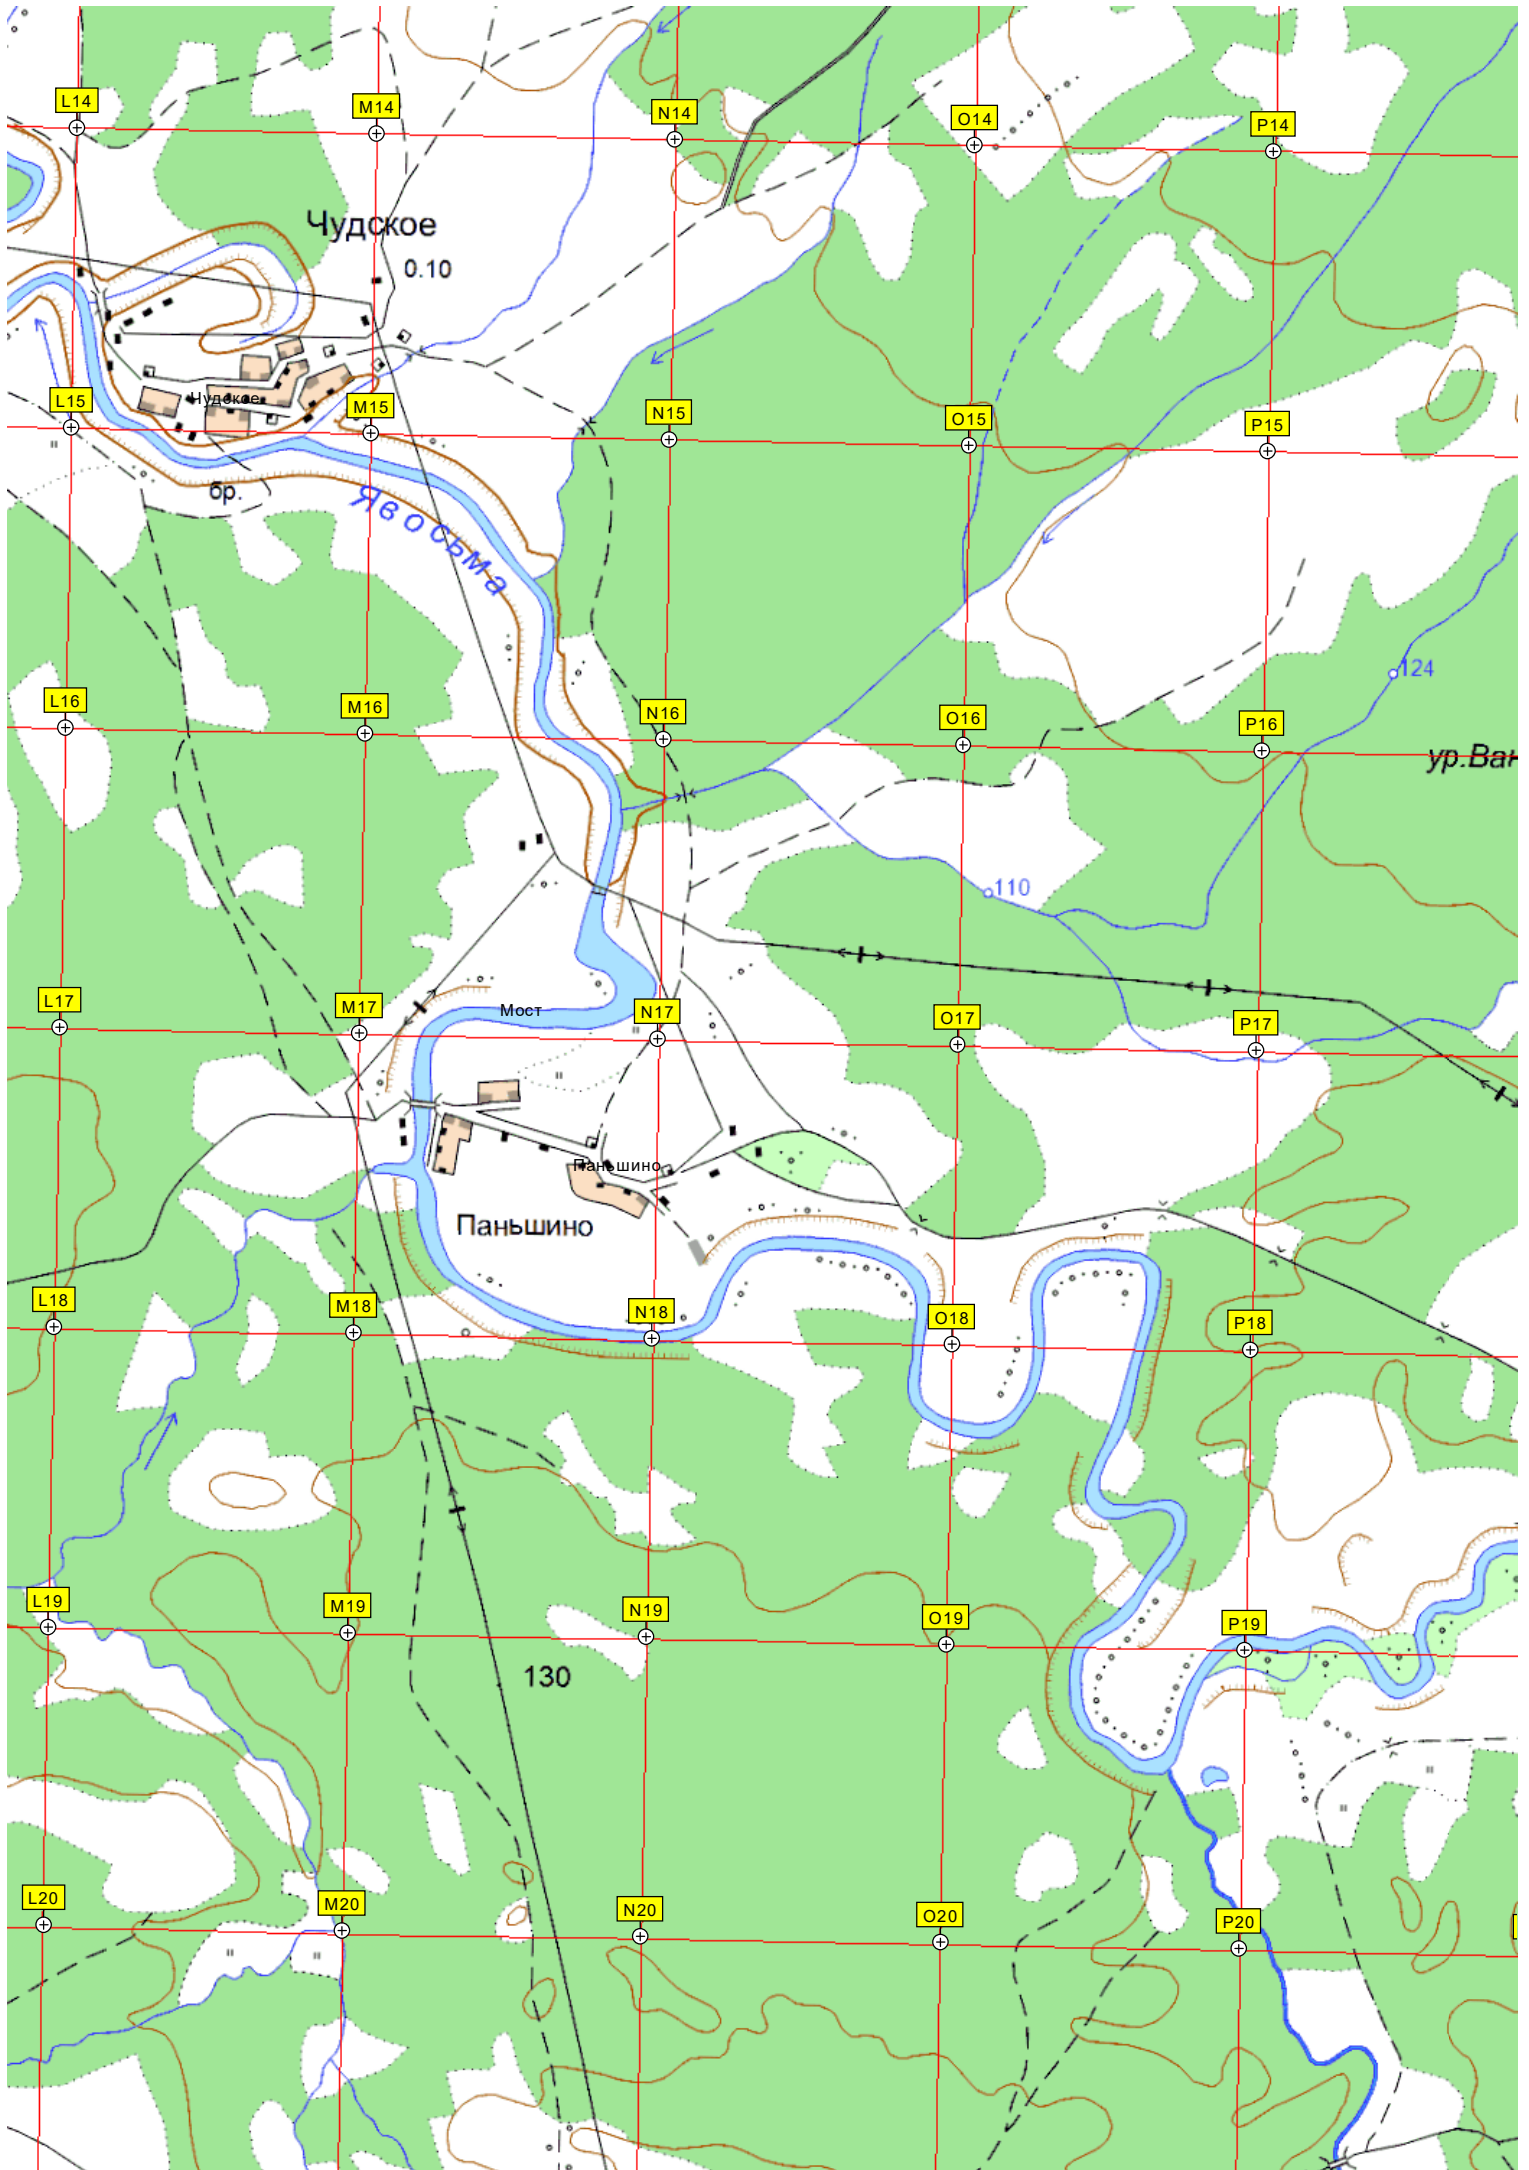 L14
M14
N14
O14
P14
Чудское
0.10
L15
Чудское
M15
N15
O15
P15
бр.
Явосьма
124
L16
M16
N16
O16
P16
ур.Ван
110
L17
M17
Мост
N17
O17
P17
Паньшино
Паньшино
L18
M18
N18
O18
P18
L19
M19
N19
O19
P19
130
L20
M20
N20
O20
P20